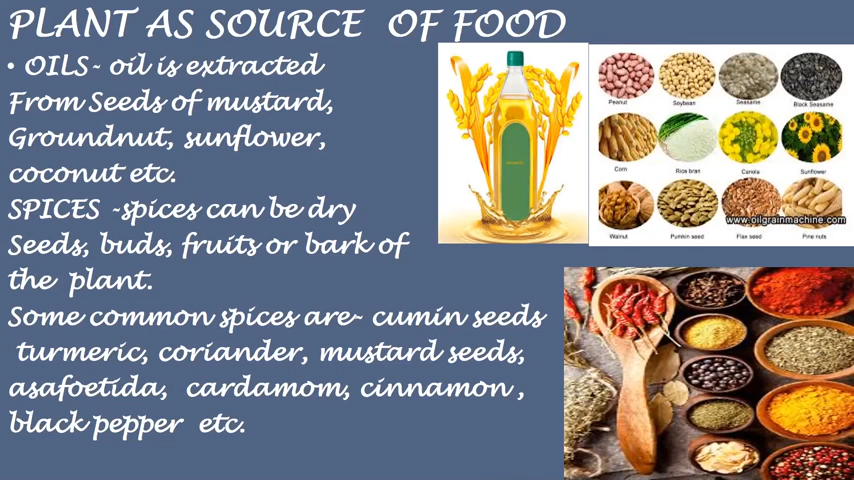 PLANT AS SOURCE OF FOOD
• OILS- oil is extracted
From Seeds of mustard,
Groundnut, sunflower,
coconut etc.
SPICES -spices can be dry
Seeds, buds, fruits or bark of
the plant.
Some common spices are- cumin seeds
turmeric, coriander, mustard seeds,
asafoetida, cardamom, cinnamon ,
black pepper etc.
Peanut Soybean Seasame Black Seasame
Corn Rice bran Canola Sunflower
www.oilgrainmachine.com
Walnut Pumkin seed Flax seed Pine nuts